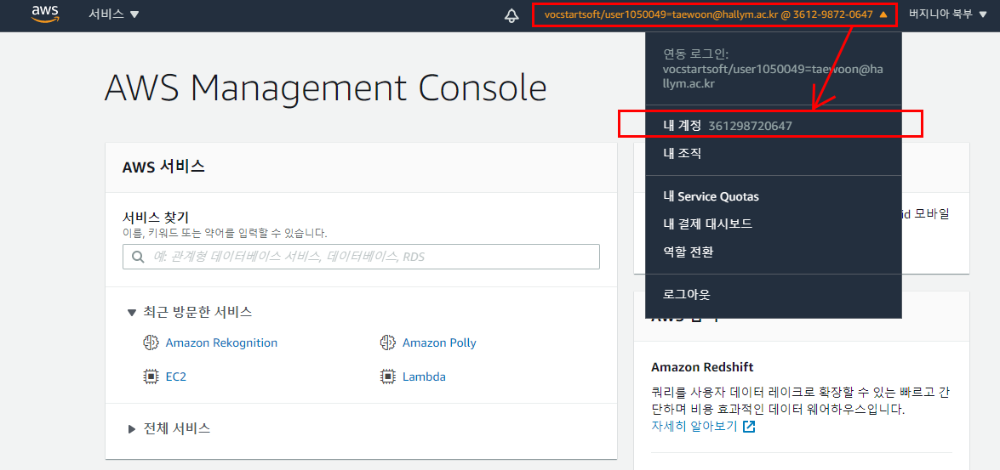 aws
서비스
vocstartsoft/user1050049=taewoon@hallym.ac.kr @ 3612-9872-0647
버지니아 북부
연동 로그인:
vocstartsoft/user1050049=taewoon@ha
llym.ac.kr
내 계정 361298720647
내 조직
내 Service Quotas
내 결제 대시보드
역할 전환
로그아웃
AWS Management Console
AWS 서비스
서비스 찾기
이름, 키워드 또는 약어를 입력할 수 있습니다.
예: 관계형 데이터베이스 서비스, 데이터베이스, RDS
최근 방문한 서비스
Amazon Rekognition
Amazon Polly
EC2
Lambda
전체 서비스
id 모바일
Amazon Redshift
쿼리를 사용자 데이터 레이크로 확장할 수 있는 빠르고 간
단하며 비용 효과적인 데이터 웨어하우스입니다.
자세히 알아보기